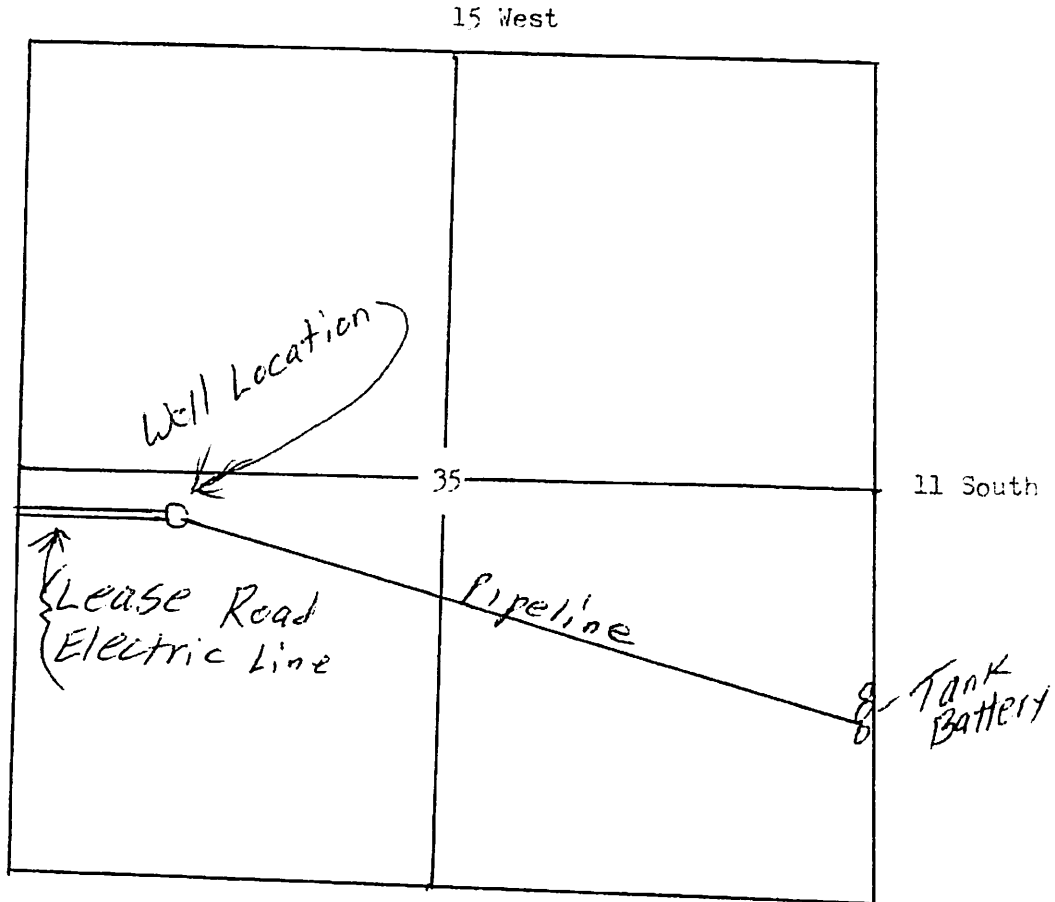 15 West
Well Location
35
11 South
Lease Road
Electric Line
Pipeline
Tank
Battery